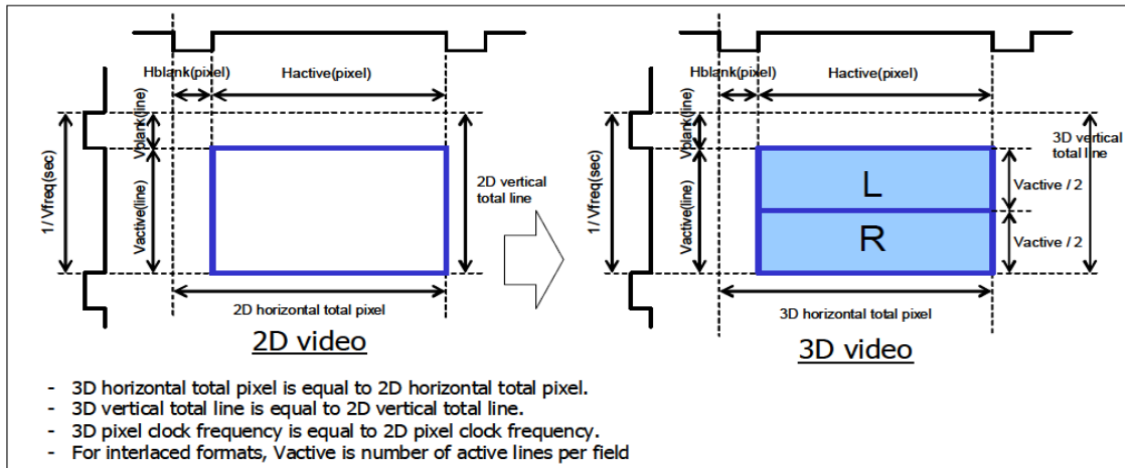 Hblank(pixel)
Hactive(pixel)
Vblank(line)
1/ Vfreq(sec)
Vactive(line)
2D vertical
total line
2D horizontal total pixel
2D video
Hblank(pixel)
Hactive(pixel)
Vblank(line)
1/ Vfreq(sec)
Vactive(line)
3D vertical
total line
L
Vactive / 2
R
Vactive / 2
3D horizontal total pixel
3D video
- 3D horizontal total pixel is equal to 2D horizontal total pixel.
- 3D vertical total line is equal to 2D vertical total line.
- 3D pixel clock frequency is equal to 2D pixel clock frequency.
- For interlaced formats, Vactive is number of active lines per field